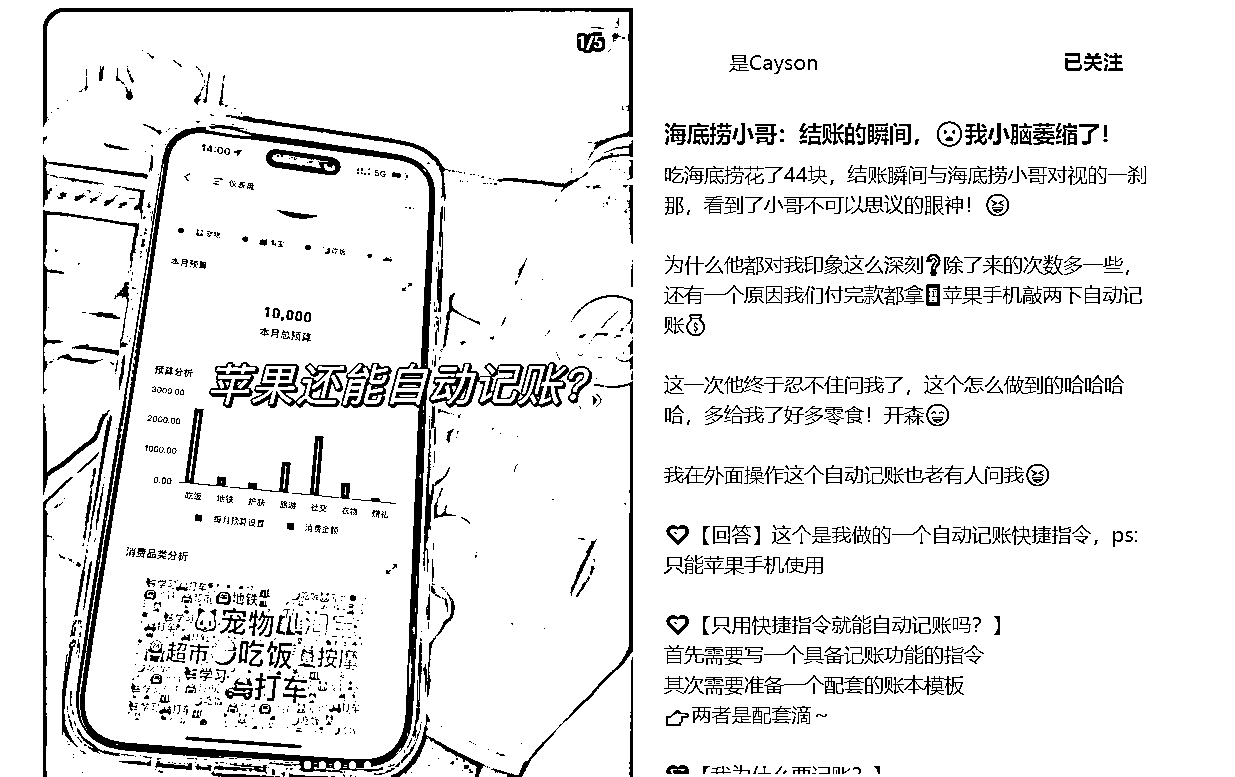 1/5
14:00
5G
仪表盘
本月预算
10,000
本月总预算
预算分析
苹果还能自动记账?
3000.00
2000.00
1000.00
0.00
吃饭 地铁 护肤 旅游 社交 衣物 赠礼
每月预算设置 消费金额
消费品类分析
地铁
宠物
超市 吃饭 按摩
学习
打车
是Cayson
已关注
海底捞小哥：结账的瞬间，😮我小脑萎缩了！
吃海底捞花了44块，结账瞬间与海底捞小哥对视的一刹
那，看到了小哥不可以思议的眼神！😆
为什么他都对我印象这么深刻❓除了来的次数多一些，
还有一个原因我们付完款都拿📱苹果手机敲两下自动记
账💰
这一次他终于忍不住问我了，这个怎么做到的哈哈哈
哈，多给我了好多零食！开森😄
我在外面操作这个自动记账也老有人问我😆
❤【回答】这个是我做的一个自动记账快捷指令，ps:
只能苹果手机使用
❤【只用快捷指令就能自动记账吗？】
首先需要写一个具备记账功能的指令
其次需要准备一个配套的账本模板
👉两者是配套滴～
【我为什么要记账？】